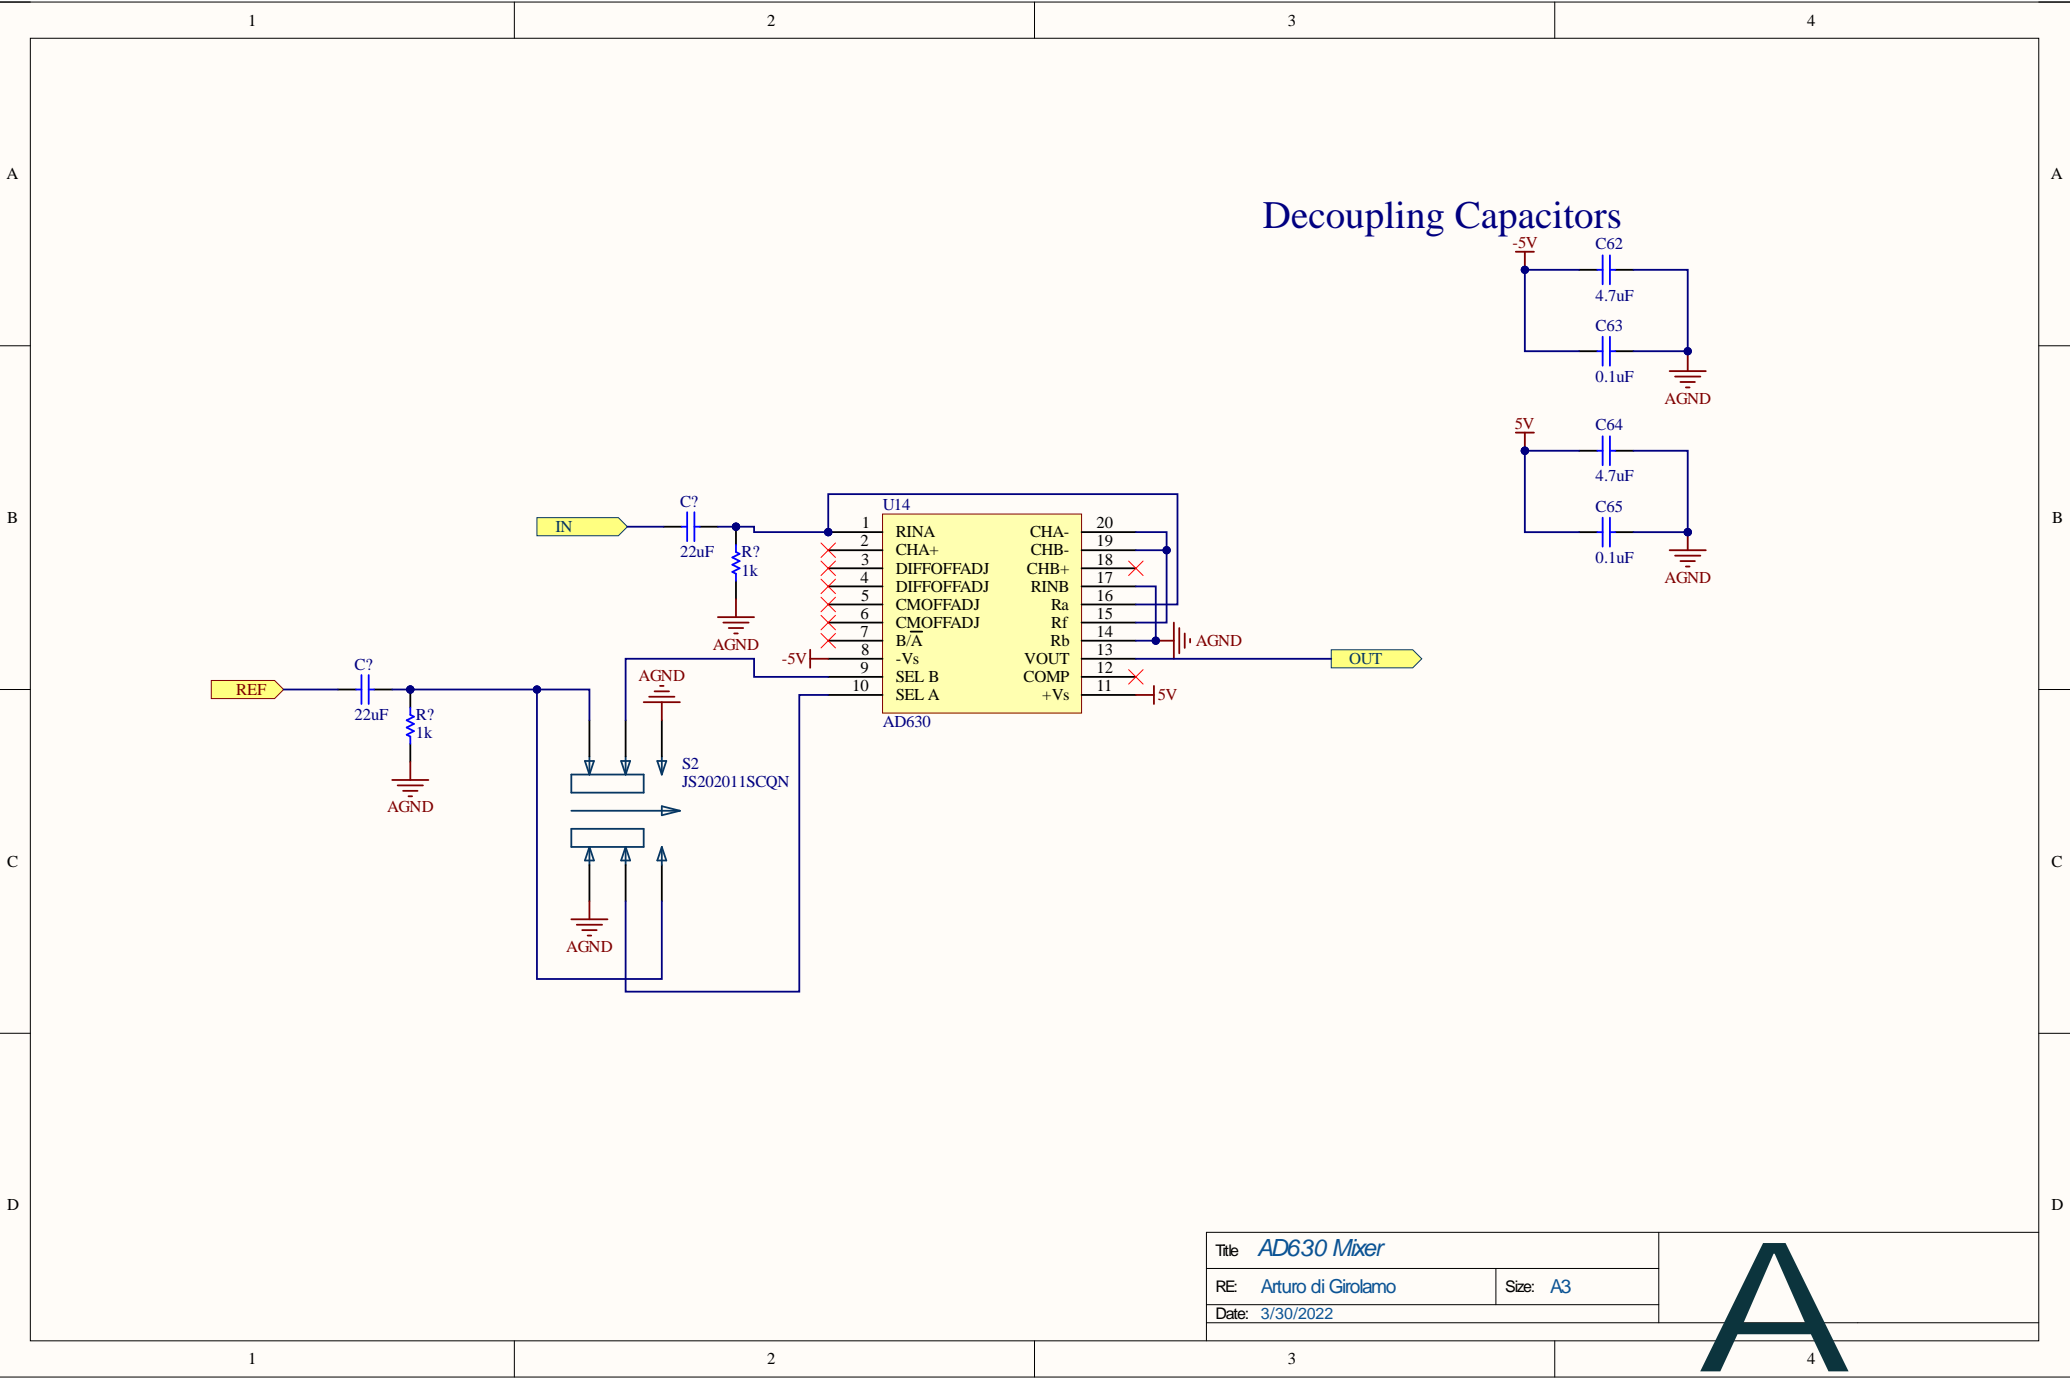 1 2 3 4
A A
Decoupling Capacitors
-5V
C62
4.7uF
C63
0.1uF
AGND
5V
C64
4.7uF
C65
0.1uF
AGND
B B
IN
C?
22uF
R?
1k
AGND
U14
1 RINA CHA- 20
2 CHA+ CHB- 19
3 DIFFOFFADJ CHB+ 18
4 DIFFOFFADJ RINB 17
5 CMOFFADJ Ra 16
6 CMOFFADJ Rf 15
7 B/A Rb 14 AGND
-5V 8 -Vs VOUT 13 OUT
9 SEL B COMP 12
10 SEL A +Vs 11 5V
AD630
REF
C?
22uF
R?
1k
AGND
AGND
S2
JS202011SCQN
AGND
C C
D D
Title AD630 Mixer
RE: Arturo di Girolamo Size: A3
Date: 3/30/2022
A
1 2 3 4